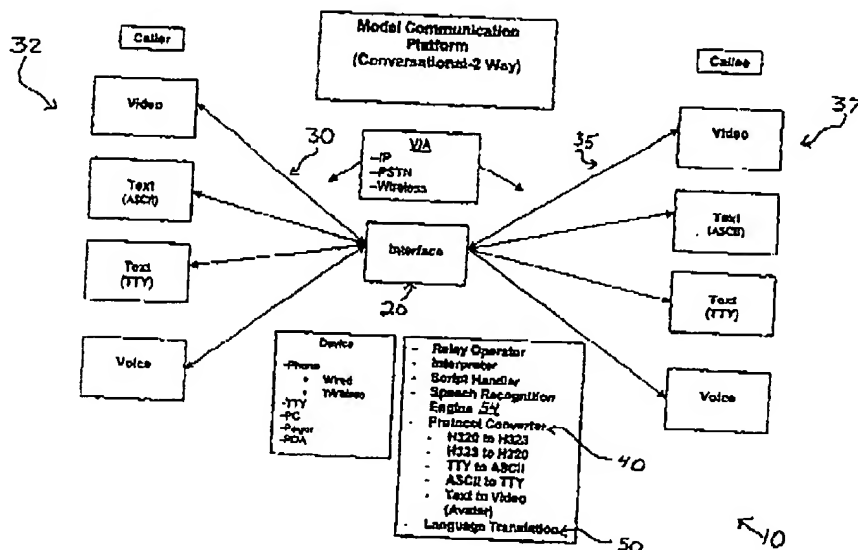 Model Communication
Platform
(Conversational-2 Way)
32
Caller
Callee
37
Video
30
VIA
-IP
-PSTN
-Wireless
35
Video
Text
(ASCII)
Text
(ASCII)
Interface
20
Text
(TTY)
Text
(TTY)
Voice
Voice
Device
-Phone
• Wired
• Wireless
-TTY
-PC
-Pager
-PDA
- Relay Operator
- Interpreter
- Script Handler
- Speech Recognition
Engine 54
- Protocol Converter
- H320 to H323
- H323 to H320
- TTY to ASCII
- ASCII to TTY
- Text to Video
(Avatar)
- Language Translation
40
50
10